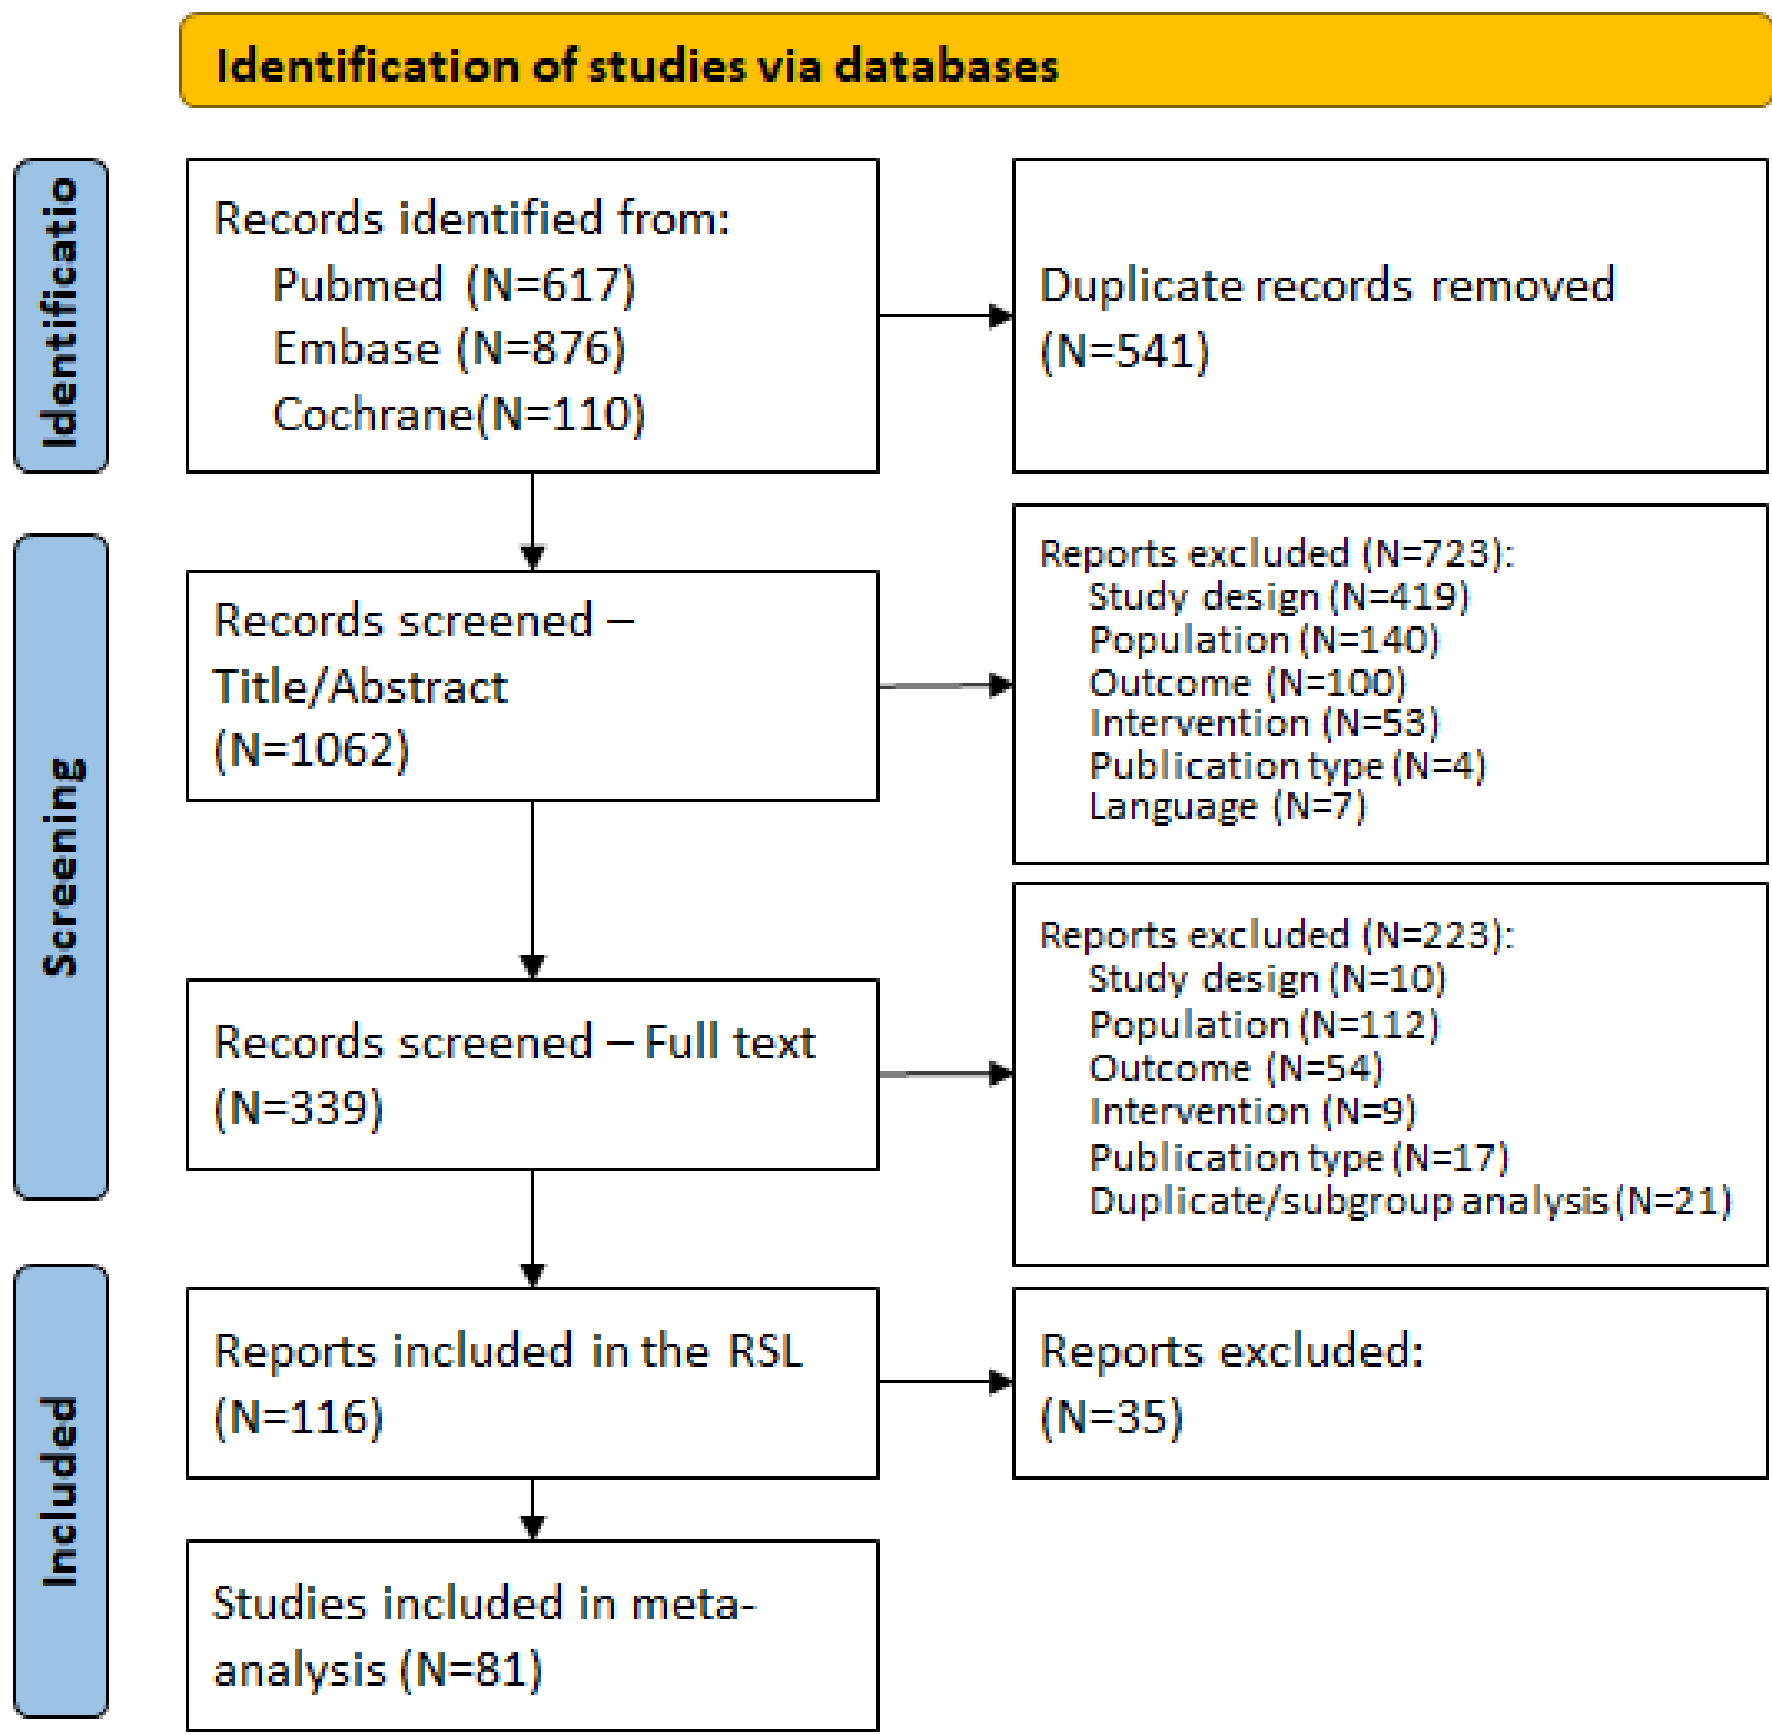 Identification of studies via databases
Identificatio
Records identified from:
Pubmed (N=617)
Embase (N=876)
Cochrane(N=110)
Duplicate records removed
(N=541)
Screening
Records screened –
Title/Abstract
(N=1062)
Reports excluded (N=723):
Study design (N=419)
Population (N=140)
Outcome (N=100)
Intervention (N=53)
Publication type (N=4)
Language (N=7)
Records screened – Full text
(N=339)
Reports excluded (N=223):
Study design (N=10)
Population (N=112)
Outcome (N=54)
Intervention (N=9)
Publication type (N=17)
Duplicate/subgroup analysis (N=21)
Included
Reports included in the RSL
(N=116)
Reports excluded:
(N=35)
Studies included in meta-
analysis (N=81)